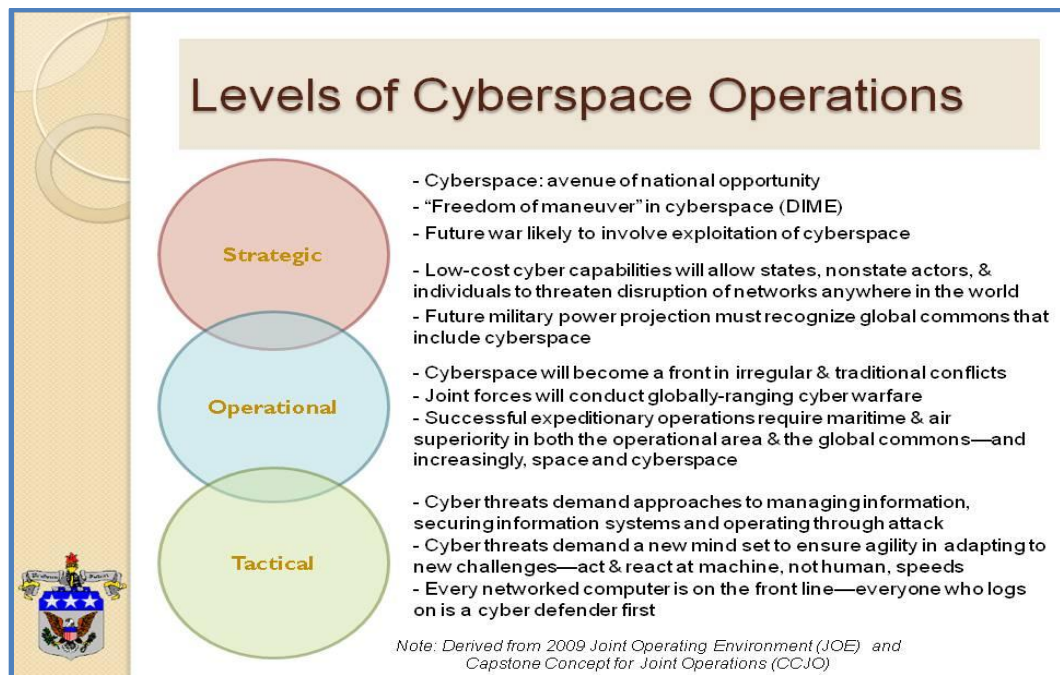 Levels of Cyberspace Operations
Strategic
- Cyberspace: avenue of national opportunity
- “Freedom of maneuver” in cyberspace (DIME)
- Future war likely to involve exploitation of cyberspace
- Low-cost cyber capabilities will allow states, nonstate actors, &
individuals to threaten disruption of networks anywhere in the world
- Future military power projection must recognize global commons that
include cyberspace
Operational
- Cyberspace will become a front in irregular & traditional conflicts
- Joint forces will conduct globally-ranging cyber warfare
- Successful expeditionary operations require maritime & air
superiority in both the operational area & the global commons—and
increasingly, space and cyberspace
Tactical
- Cyber threats demand approaches to managing information,
securing information systems and operating through attack
- Cyber threats demand a new mind set to ensure agility in adapting to
new challenges—act & react at machine, not human, speeds
- Every networked computer is on the front line—everyone who logs
on is a cyber defender first
Note: Derived from 2009 Joint Operating Environment (JOE) and
Capstone Concept for Joint Operations (CCJO)